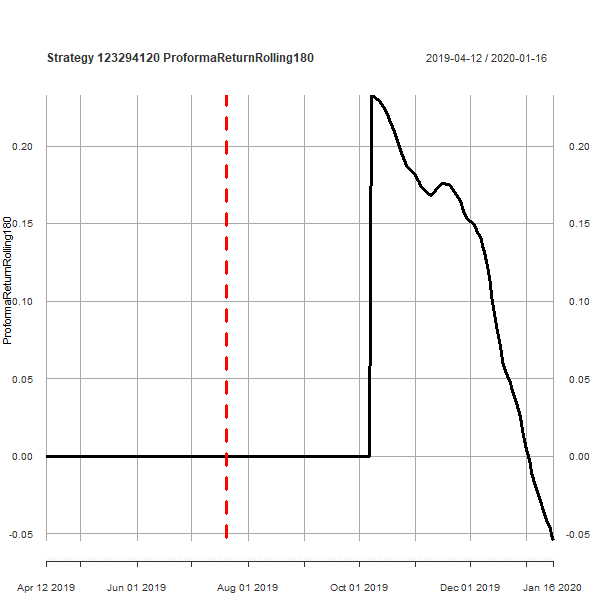 Strategy 123294120 ProformaReturnRolling180
2019-04-12 / 2020-01-16
ProformaReturnRolling180
0.20
0.15
0.10
0.05
0.00
-0.05
0.20
0.15
0.10
0.05
0.00
-0.05
Apr 12 2019
Jun 01 2019
Aug 01 2019
Oct 01 2019
Dec 01 2019
Jan 16 2020